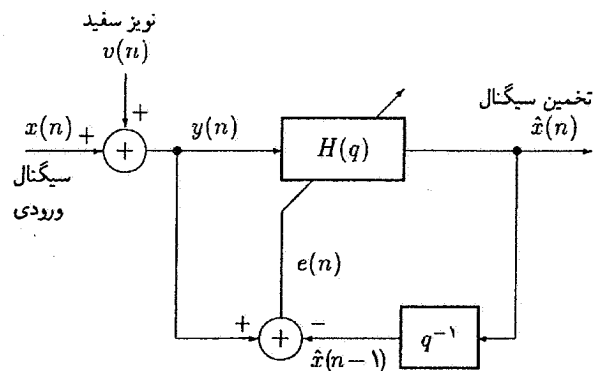 نویز سفید
v(n)
+
x(n) +
+
y(n)
H(q)
تخمین سیگنال
x̂(n)
سیگنال
ورودی
e(n)
+
+
−
x̂(n−۱)
q⁻¹